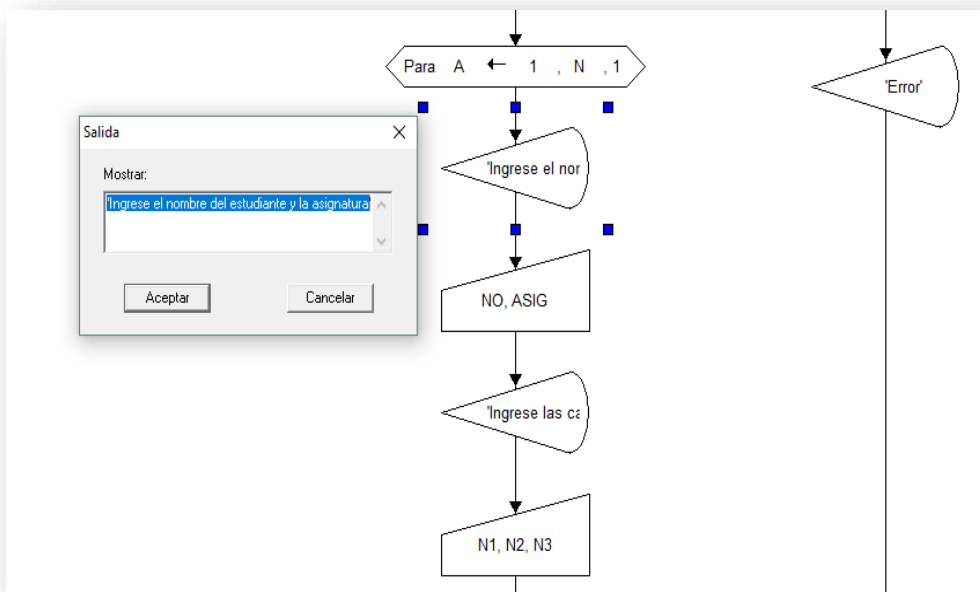 Para A ← 1 , N , 1
'Error'
Salida
Mostrar:
'Ingrese el nombre del estudiante y la asignatura'
Aceptar
Cancelar
'Ingrese el nor
NO, ASIG
'Ingrese las ca
N1, N2, N3